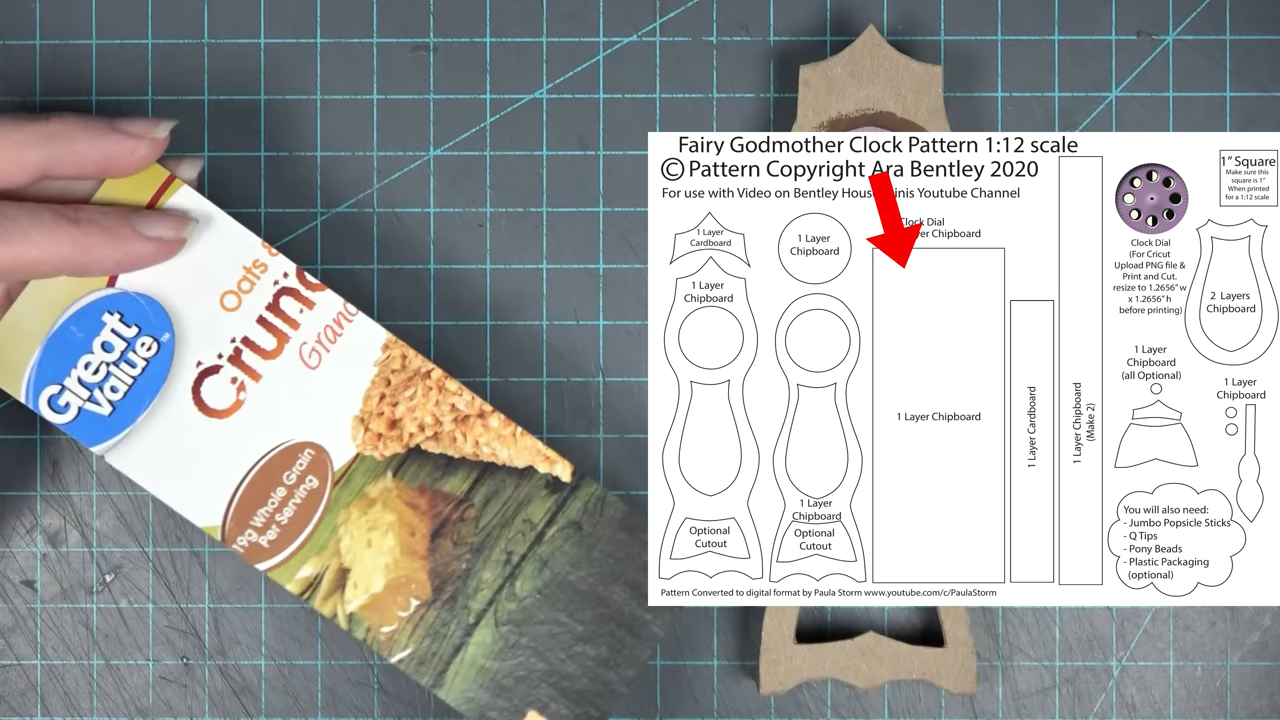 Great
Value
™
Oats &
Crunc
Grano
19g Whole Grain
Per Serving
Fairy Godmother Clock Pattern 1:12 scale
© Pattern Copyright Ara Bentley 2020
For use with Video on Bentley House Minis Youtube Channel
1 Layer
Cardboard
1 Layer
Chipboard
1 Layer
Chipboard
Clock Dial
Chipboard
1 Layer Chipboard
1 Layer Cardboard
1 Layer Chipboard
(Make 2)
1 Layer
Chipboard
Optional
Cutout
Optional
Cutout
Clock Dial
(For Cricut
Upload PNG file &
Print and Cut.
resize to 1.2656” w
x 1.2656” h
before printing)
1” Square
Make sure this
square is 1”
When printed
for a 1:12 scale
2 Layers
Chipboard
1 Layer
Chipboard
(all Optional)
1 Layer
Chipboard
You will also need:
- Jumbo Popsicle Sticks
- Q Tips
- Pony Beads
- Plastic Packaging
(optional)
Pattern Converted to digital format by Paula Storm www.youtube.com/c/PaulaStorm